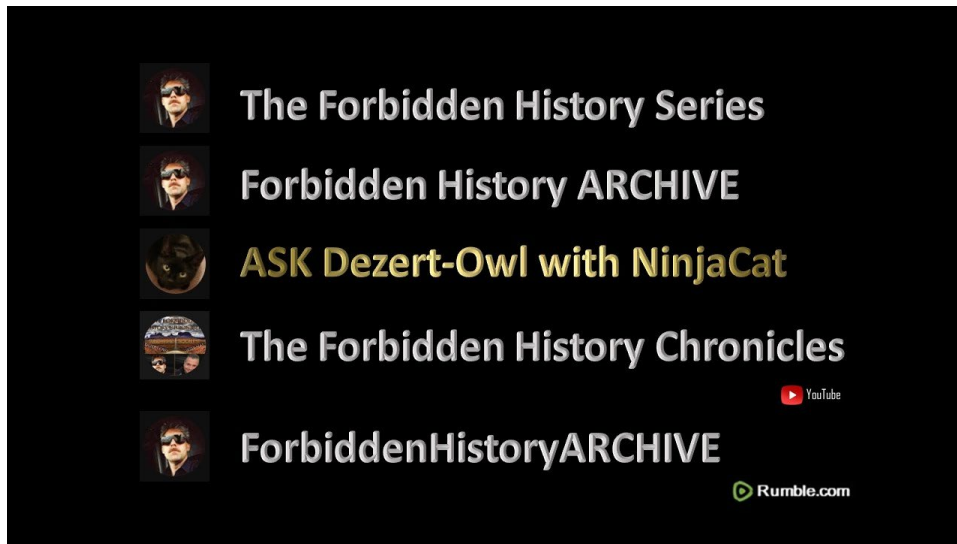 The Forbidden History Series
Forbidden History ARCHIVE
ASK Dezert-Owl with NinjaCat
The Forbidden History Chronicles
YouTube
ForbiddenHistoryARCHIVE
Rumble.com